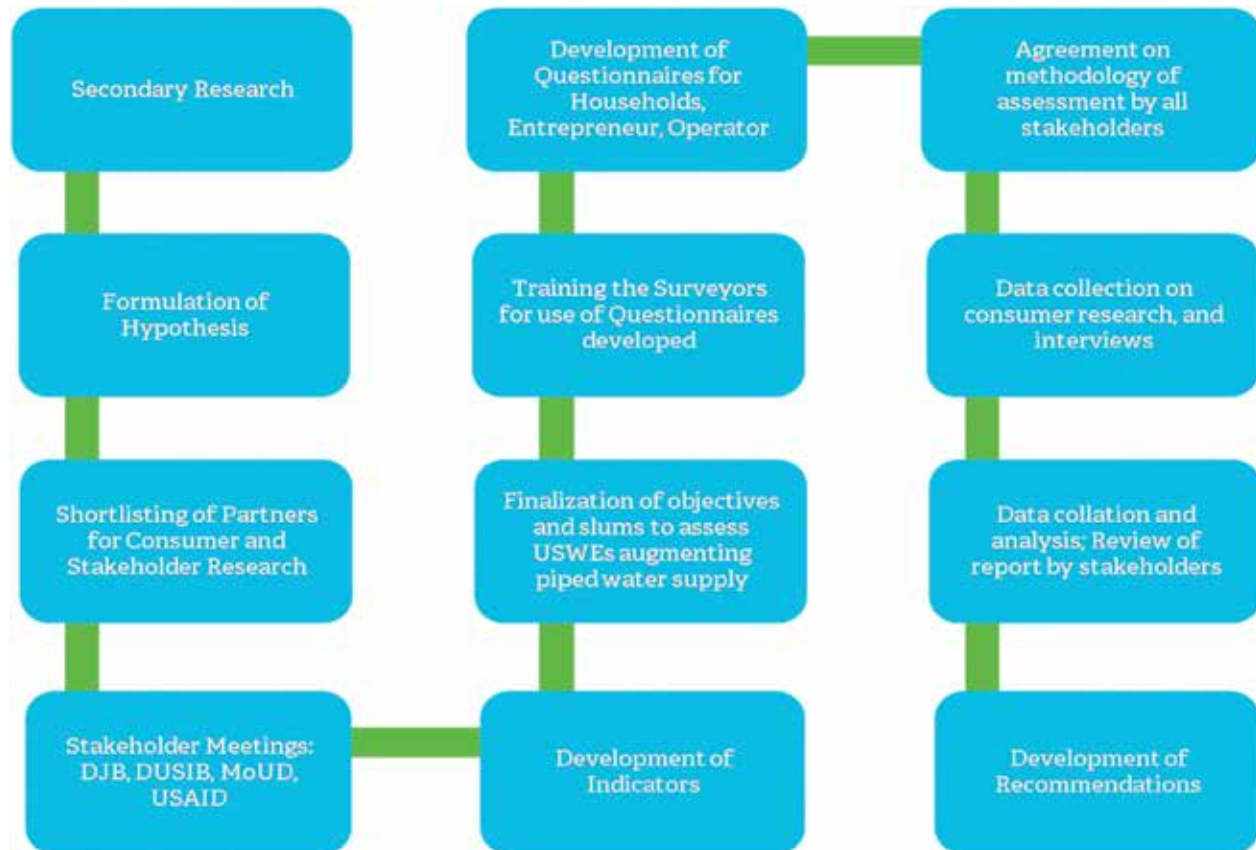 Secondary Research
Formulation of
Hypothesis
Shortlisting of Partners
for Consumer and
Stakeholder Research
Stakeholder Meetings:
DJB, DUSIB, MoUD,
USAID
Development of
Indicators
Finalization of objectives
and slums to assess
USWEs augmenting
piped water supply
Training the Surveyors
for use of Questionnaires
developed
Development of
Questionnaires for
Households,
Entrepreneur, Operator
Agreement on
methodology of
assessment by all
stakeholders
Data collection on
consumer research, and
interviews
Data collation and
analysis; Review of
report by stakeholders
Development of
Recommendations